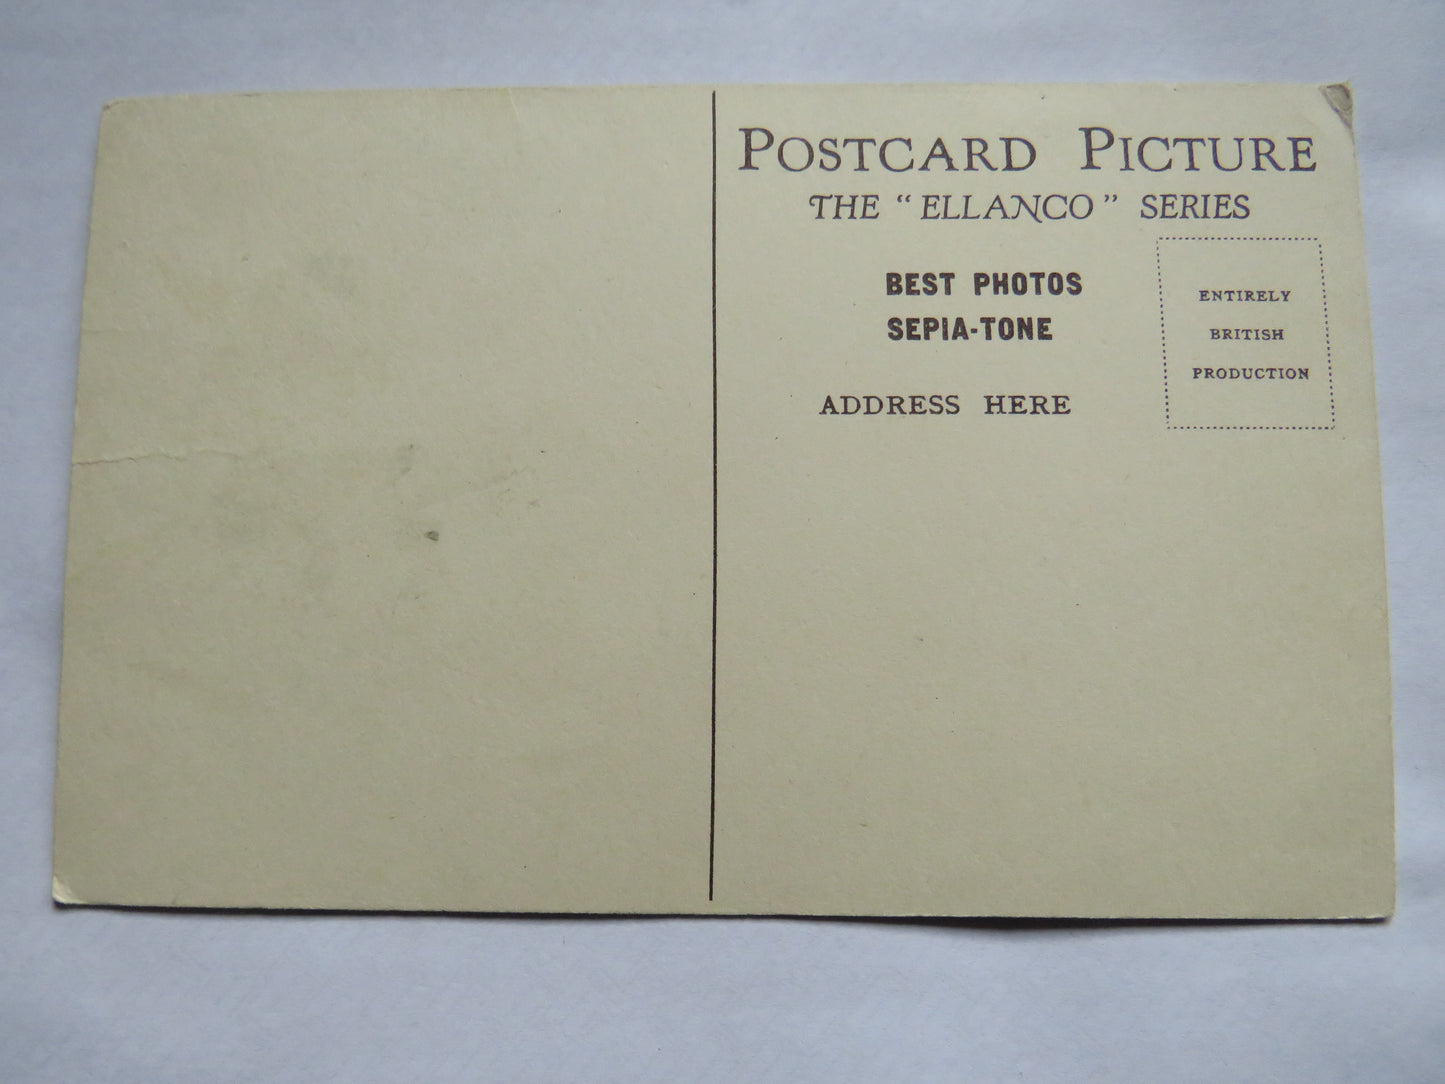 POSTCARD PICTURE
THE “ELLANCO” SERIES
BEST PHOTOS
SEPIA-TONE
ENTIRELY
BRITISH
PRODUCTION
ADDRESS HERE